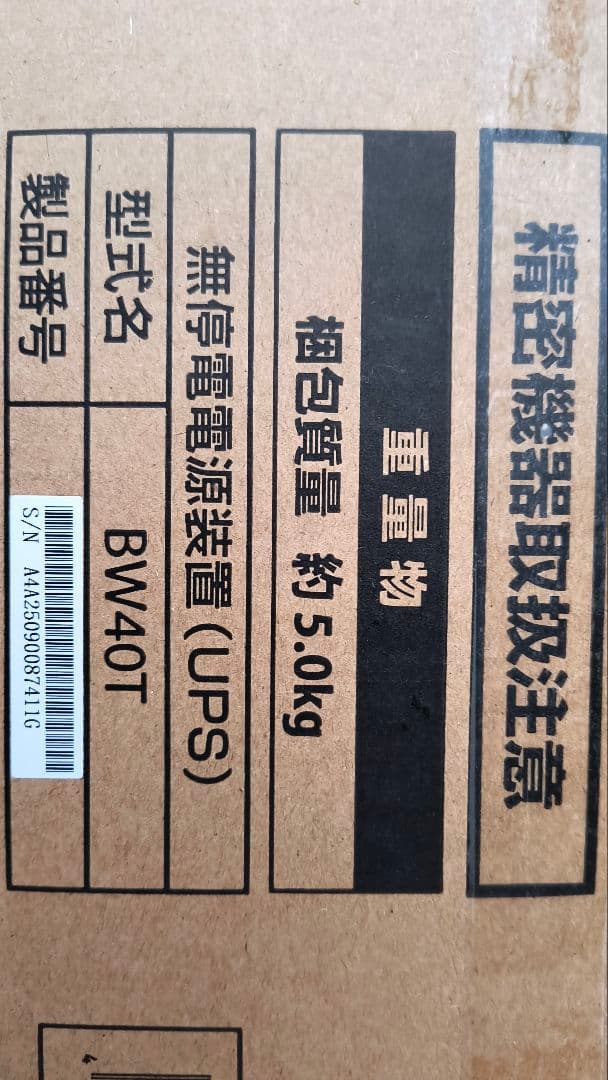 精密機器取扱注意
重量物
梱包質量 約5.0kg
無停電電源装置(UPS)
型式名 BW40T
製品番号
S/N A4A25090087411G